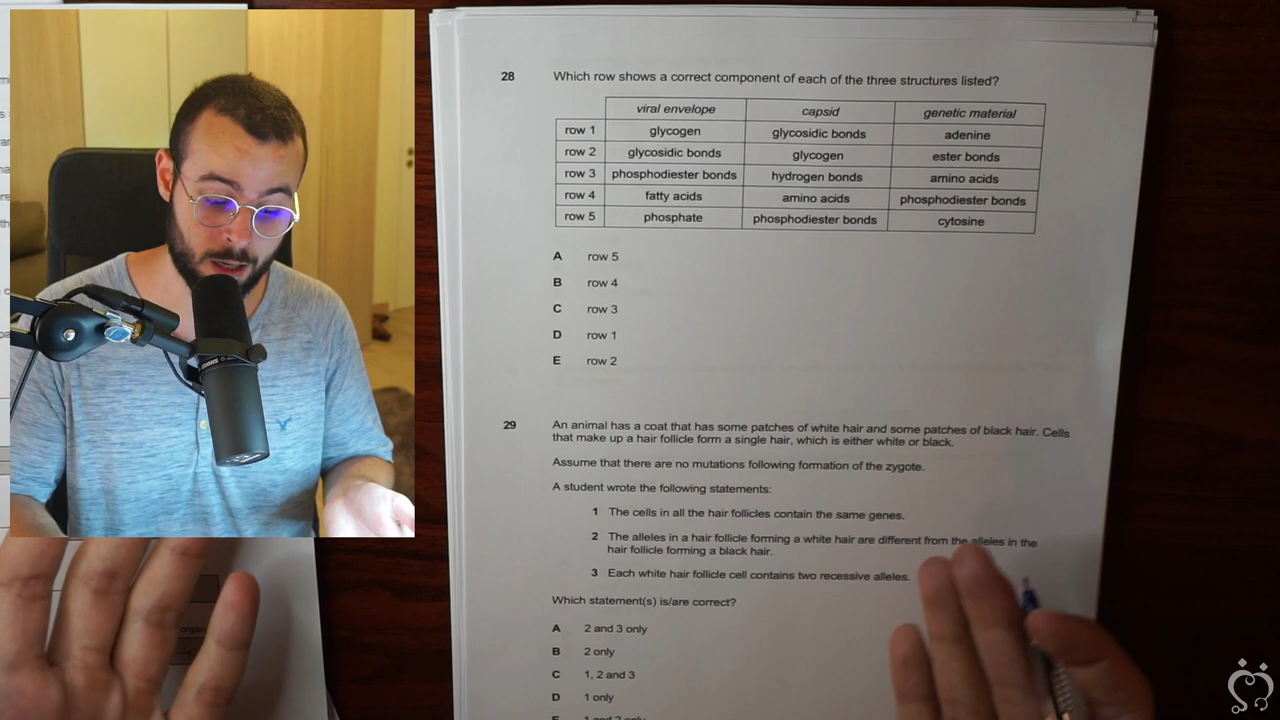 28 Which row shows a correct component of each of the three structures listed?
viral envelope capsid genetic material
row 1 glycogen glycosidic bonds adenine
row 2 glycosidic bonds glycogen ester bonds
row 3 phosphodiester bonds hydrogen bonds amino acids
row 4 fatty acids amino acids phosphodiester bonds
row 5 phosphate phosphodiester bonds cytosine
A row 5
B row 4
C row 3
D row 1
E row 2
29 An animal has a coat that has some patches of white hair and some patches of black hair. Cells
that make up a hair follicle form a single hair, which is either white or black.
Assume that there are no mutations following formation of the zygote.
A student wrote the following statements:
1 The cells in all the hair follicles contain the same genes.
2 The alleles in a hair follicle forming a white hair are different from the alleles in the
hair follicle forming a black hair.
3 Each white hair follicle cell contains two recessive alleles.
Which statement(s) is/are correct?
A 2 and 3 only
B 2 only
C 1, 2 and 3
D 1 only